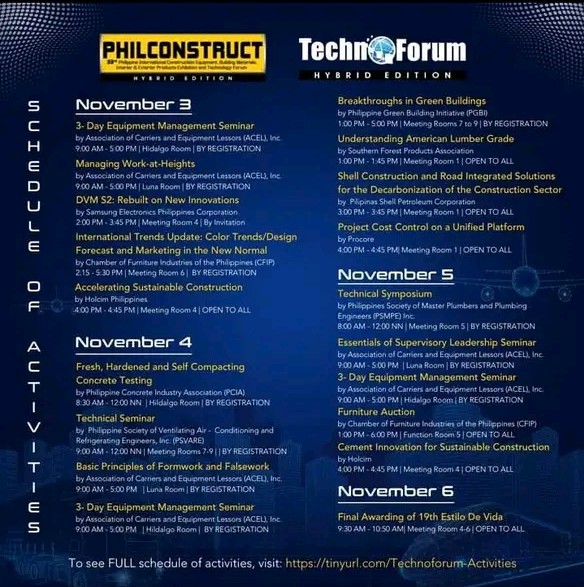 PHILCONSTRUCT
Philippine International Construction Equipment, Building Materials,
Interior & Exterior Products Exhibition and Technology Forum
HYBRID EDITION
Techno Forum
HYBRID EDITION
SCHEDULE OF ACTIVITIES
November 3
3- Day Equipment Management Seminar
by Association of Carriers and Equipment Lessors (ACEL), Inc.
9:00 AM - 5:00 PM | Hidalgo Room | BY REGISTRATION
Managing Work-at-Heights
by Association of Carriers and Equipment Lessors (ACEL), Inc.
9:00 AM - 5:00 PM | Luna Room | BY REGISTRATION
DVM S2: Rebuilt on New Innovations
by Samsung Electronics Philippines Corporation
2:00 PM - 3:45 PM | Meeting Room 4 | By Invitation
International Trends Update: Color Trends/Design
Forecast and Marketing in the New Normal
by Chamber of Furniture Industries of the Philippines (CFIP)
2:15 - 5:30 PM | Meeting Room 6 | BY REGISTRATION
Accelerating Sustainable Construction
by Holcim Philippines
4:00 PM - 4:45 PM | Meeting Room 4 | OPEN TO ALL
November 4
Fresh, Hardened and Self Compacting
Concrete Testing
by Philippine Concrete Industry Association (PCIA)
8:30 AM - 12:00 NN | Hildalgo Room | BY REGISTRATION
Technical Seminar
by Philippine Society of Ventilating Air - Conditioning and
Refrigerating Engineers, Inc. (PSVARE)
9:00 AM - 12:00 NN | Meeting Rooms 7-9 | | BY REGISTRATION
Basic Principles of Formwork and Falsework
by Association of Carriers and Equipment Lessors (ACEL), Inc.
9:00 AM - 5:00 PM | Luna Room | BY REGISTRATION
3- Day Equipment Management Seminar
by Association of Carriers and Equipment Lessors (ACEL), Inc.
9:00 AM - 5:00 PM | Hidalgo Room | BY REGISTRATION
Breakthroughs in Green Buildings
by Philippine Green Building Initiative (PGBI)
1:00 PM - 5:00 PM | Meeting Rooms 7 to 9 | BY REGISTRATION
Understanding American Lumber Grade
by Southern Forest Products Association
1:00 PM - 1:45 PM | Meeting Room 1 | OPEN TO ALL
Shell Construction and Road Integrated Solutions
for the Decarbonization of the Construction Sector
by Pilipinas Shell Petroleum Corporation
3:00 PM - 3:45 PM | Meeting Room 1 | OPEN TO ALL
Project Cost Control on a Unified Platform
by Procore
4:00 PM - 4:45 PM| Meeting Room 1 | OPEN TO ALL
November 5
Technical Symposium
by Philippines Society of Master Plumbers and Plumbing
Engineers (PSMPE) Inc.
8:00 AM - 12:00 NN | Meeting Room 5 | BY REGISTRATION
Essentials of Supervisory Leadership Seminar
by Association of Carriers and Equipment Lessors (ACEL), Inc.
9:00 AM - 5:00 PM | Luna Room | BY REGISTRATION
3- Day Equipment Management Seminar
by Association of Carriers and Equipment Lessors (ACEL), Inc.
9:00 AM - 5:00 PM | Hidalgo Room | BY REGISTRATION
Furniture Auction
by Chamber of Furniture Industries of the Philippines (CFIP)
1:00 PM - 6:00 PM | Function Room 5 | OPEN TO ALL
Cement Innovation for Sustainable Construction
by Holcim
4:00 PM - 4:45 PM | Meeting Room 4 | OPEN TO ALL
November 6
Final Awarding of 19th Estilo De Vida
9:30 AM - 10:50 AM| Meeting Room 4-6 | OPEN TO ALL
To see FULL schedule of activities, visit: https://tinyurl.com/Technoforum-Activities